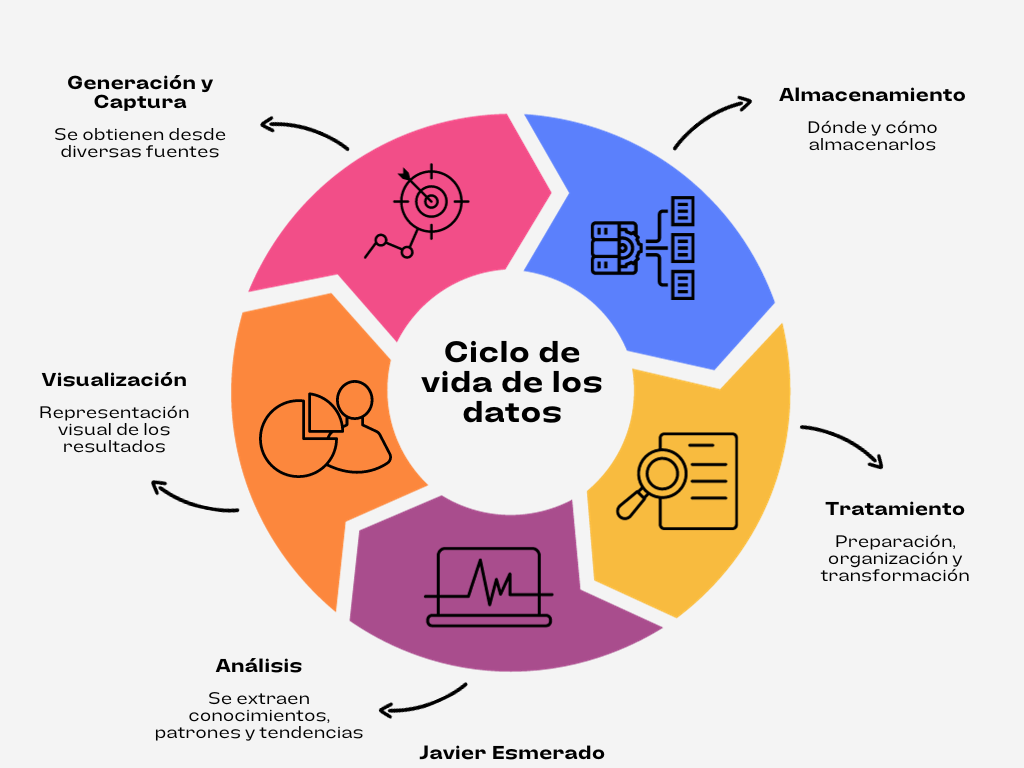 Generación y
Captura
Se obtienen desde
diversas fuentes
Almacenamiento
Dónde y cómo
almacenarlos
Ciclo de
vida de los
datos
Visualización
Representación
visual de los
resultados
Tratamiento
Preparación,
organización y
transformación
Análisis
Se extraen
conocimientos,
patrones y tendencias
Javier Esmerado